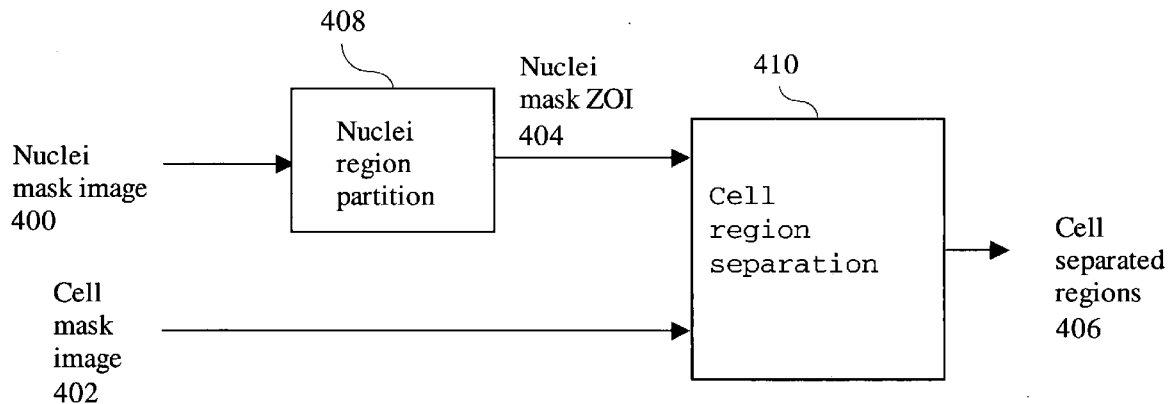 408
Nuclei
mask ZOI
404
410
Nuclei
region
partition
Nuclei
mask image
400
Cell
region
separation
Cell
separated
regions
406
Cell
mask
image
402